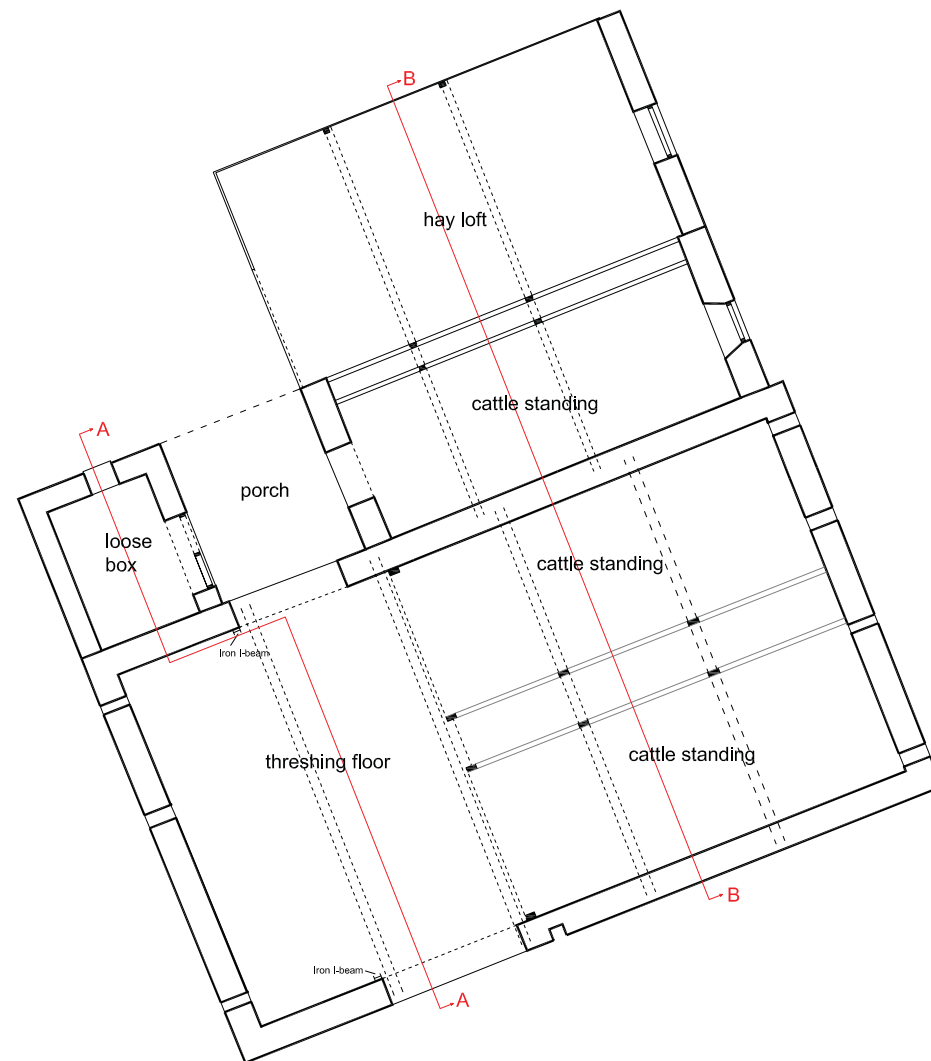 B
hay loft
cattle standing
A
porch
loose
box
cattle standing
Iron I-beam
threshing floor
cattle standing
B
Iron I-beam
A